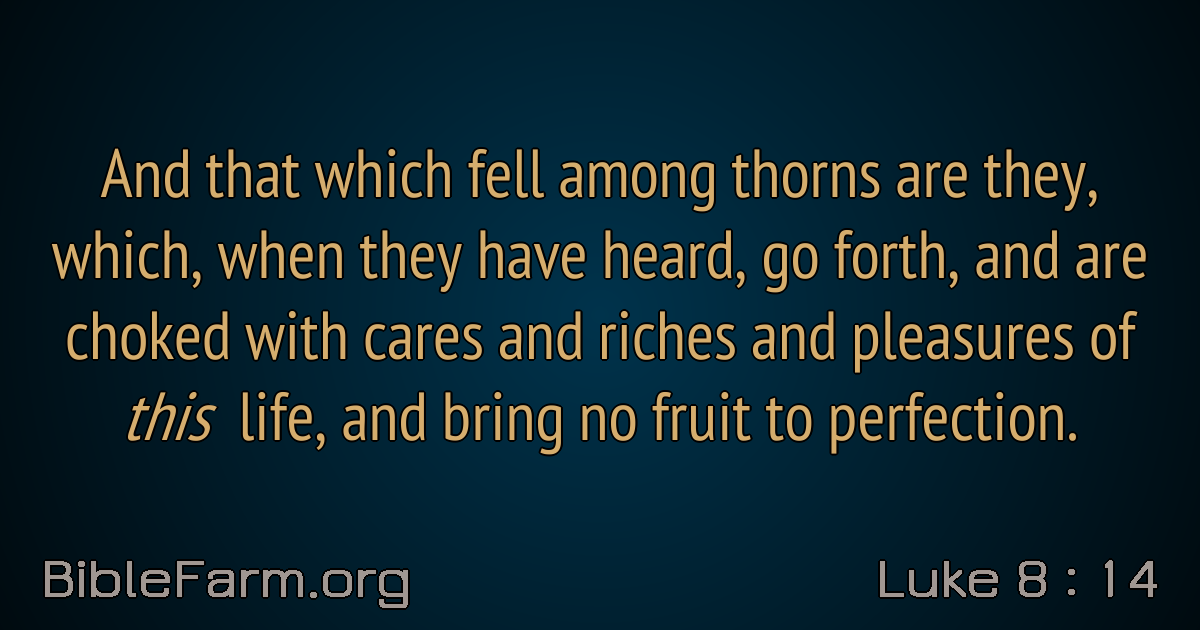 And that which fell among thorns are they,
which, when they have heard, go forth, and are
choked with cares and riches and pleasures of
this life, and bring no fruit to perfection.
BibleFarm.org
Luke 8 : 14